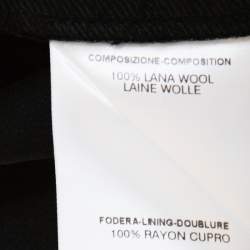 COMPOSIZIONE-COMPOSITION
100% LANA WOOL
LAINE WOLLE
FODERA-LINING-DOUBLURE
100% RAYON CUPRO